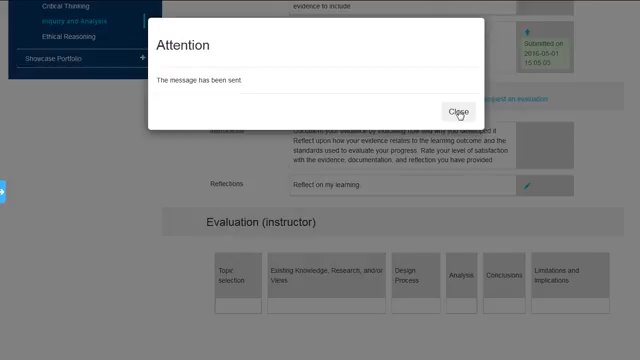 Critical Thinking
Inquiry and Analysis
Ethical Reasoning
Showcase Portfolio
+
evidence to include
Submitted on
2016-05-01
15:05:05
Attention
The message has been sent.
Close
request an evaluation
Reflect upon how your evidence relates to the learning outcome and the
standards used to evaluate your progress. Rate your level of satisfaction
with the evidence, documentation, and reflection you have provided
Reflections
Reflect on my learning.
Evaluation (instructor)
Topic
selection
Existing Knowledge, Research, and/or
Views
Design
Process
Analysis
Conclusions
Limitations and
Implications